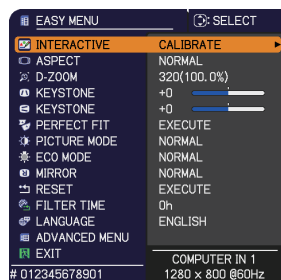 EASY MENU : SELECT
INTERACTIVE CALIBRATE
ASPECT NORMAL
D-ZOOM 320(100.0%)
KEYSTONE +0
KEYSTONE +0
PERFECT FIT EXECUTE
PICTURE MODE NORMAL
ECO MODE NORMAL
MIRROR NORMAL
RESET EXECUTE
FILTER TIME 0h
LANGUAGE ENGLISH
ADVANCED MENU
EXIT
COMPUTER IN 1
# 012345678901 1280 x 800 @60Hz